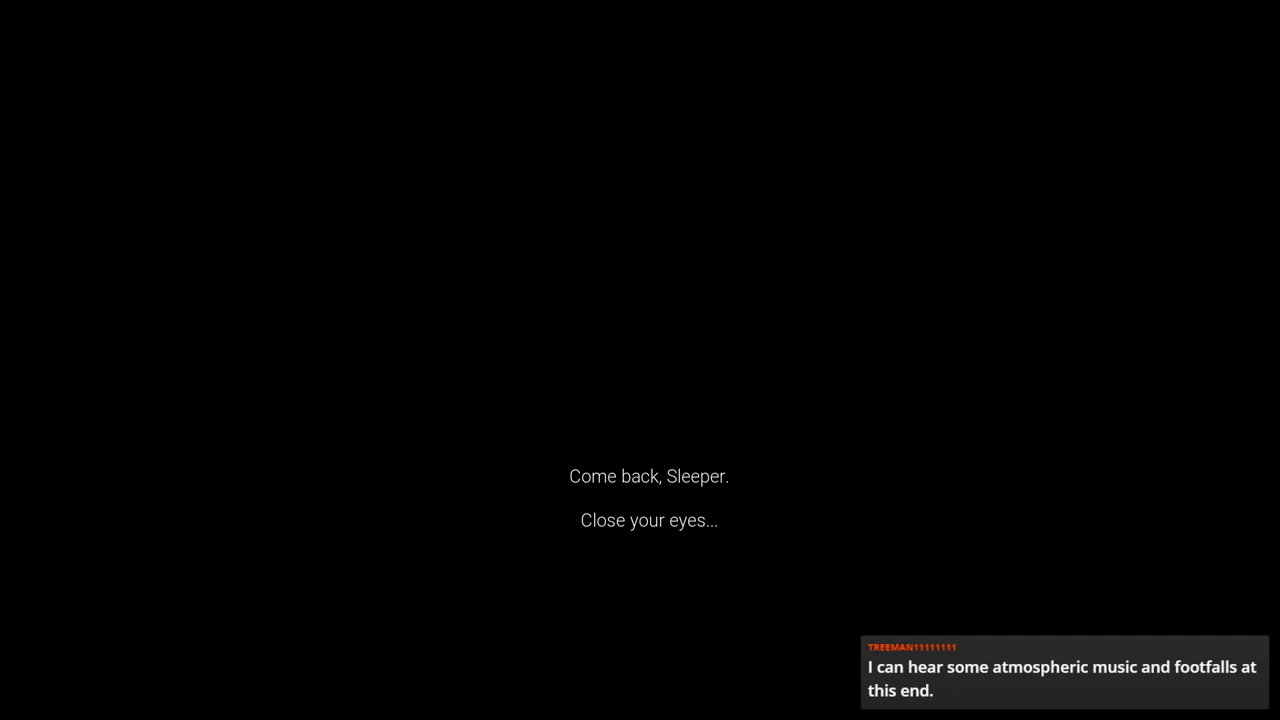 Come back, Sleeper.
Close your eyes...
TREEMAN11111111
I can hear some atmospheric music and footfalls at
this end.